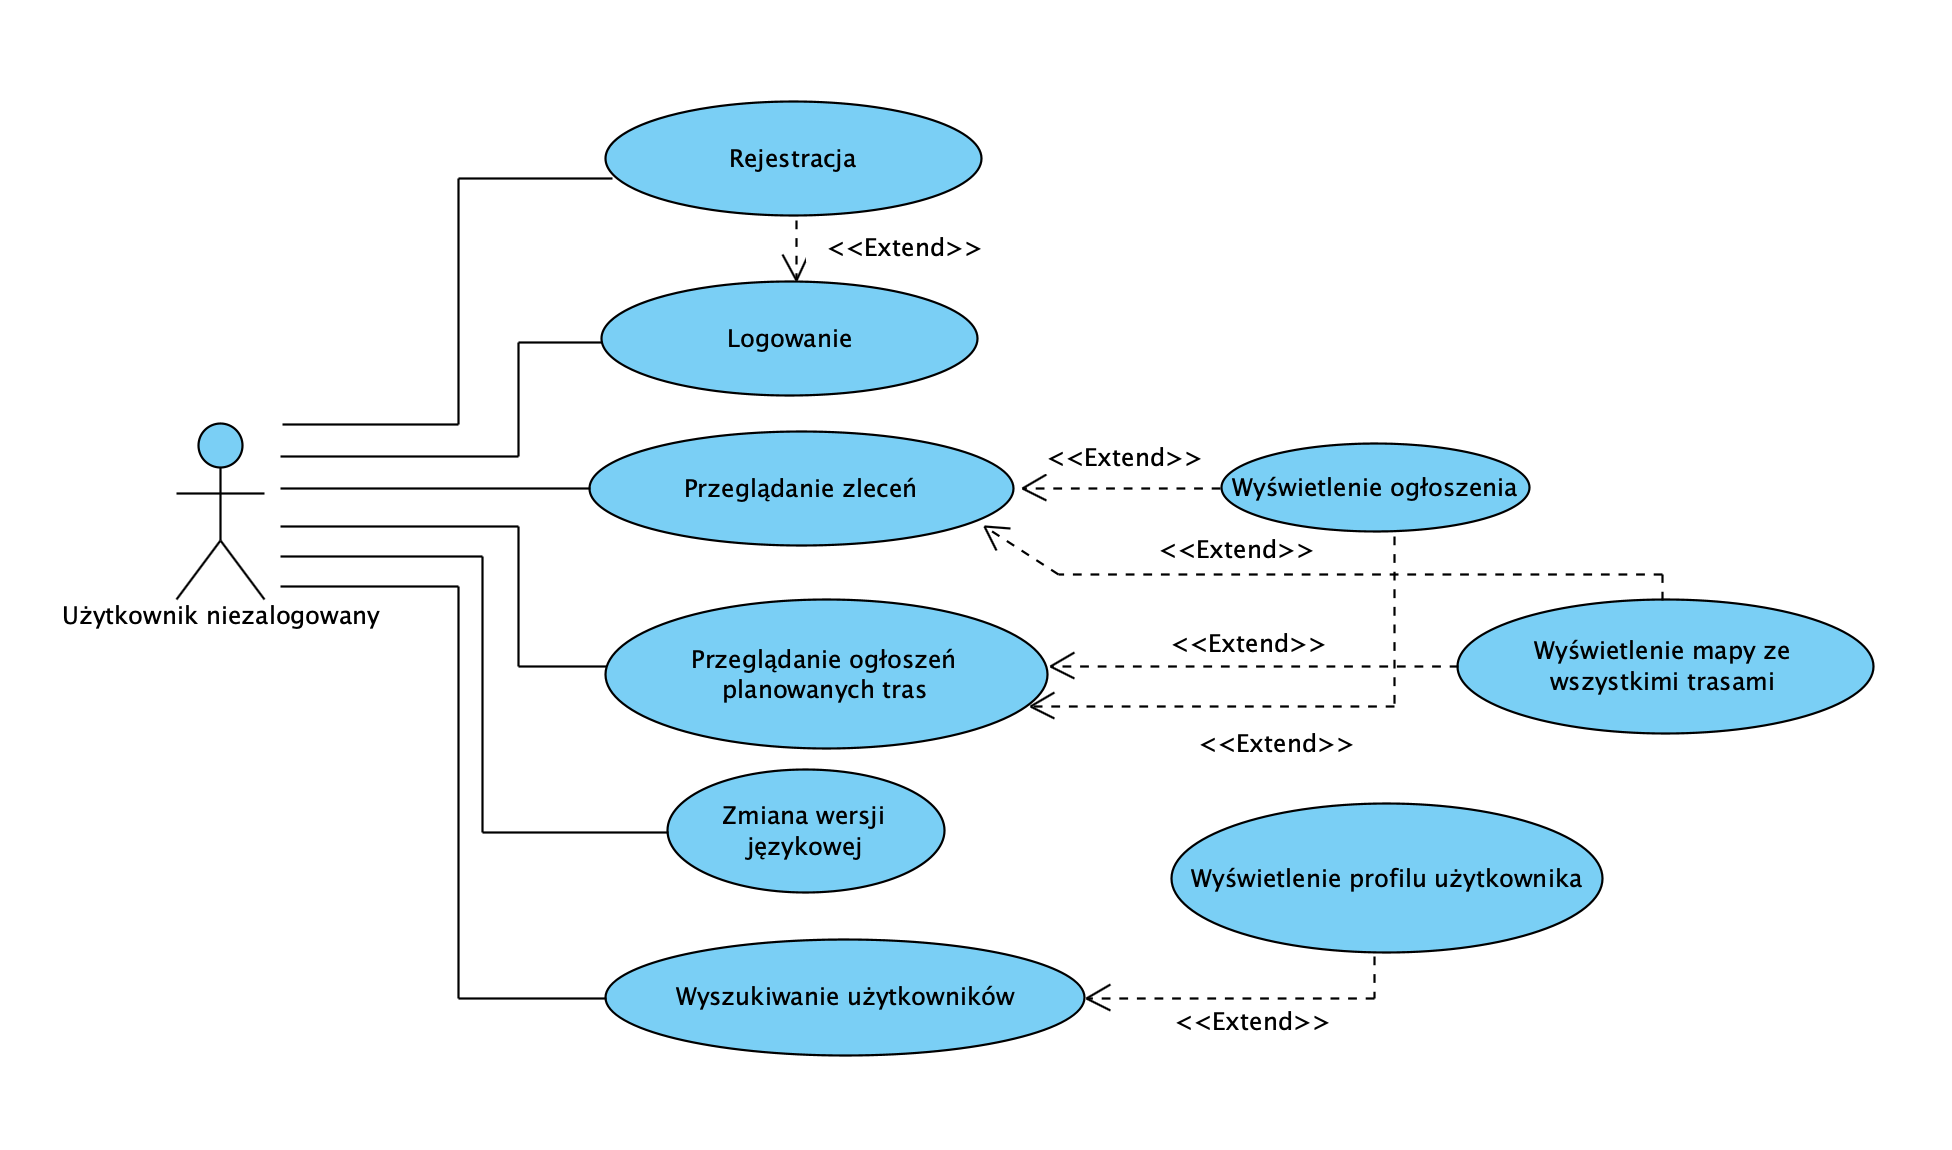 Rejestracja
<<Extend>>
Logowanie
Przeglądanie zleceń
<<Extend>>
Wyświetlenie ogłoszenia
<<Extend>>
Użytkownik niezalogowany
Przeglądanie ogłoszeń
planowanych tras
<<Extend>>
Wyświetlenie mapy ze
wszystkimi trasami
<<Extend>>
Zmiana wersji
językowej
Wyświetlenie profilu użytkownika
Wyszukiwanie użytkowników
<<Extend>>